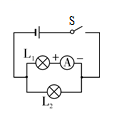 S
L₁ + A −
L₂